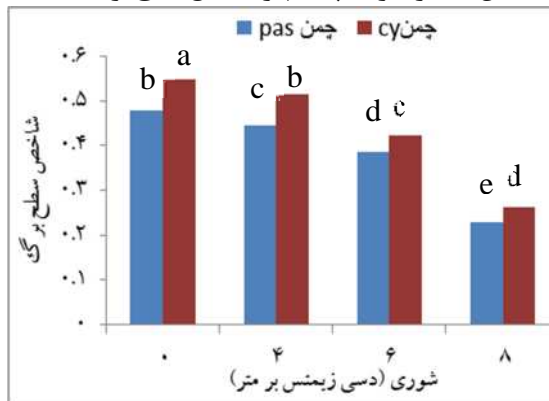 چمن pas چمن cy
۰.۶
۰.۵
۰.۴
۰.۳
۰.۲
۰.۱
۰
b a
c b
d c
e d
۰ ۴ ۶ ۸
شاخص سطح برگ
شوری (دسی زیمنس بر متر)